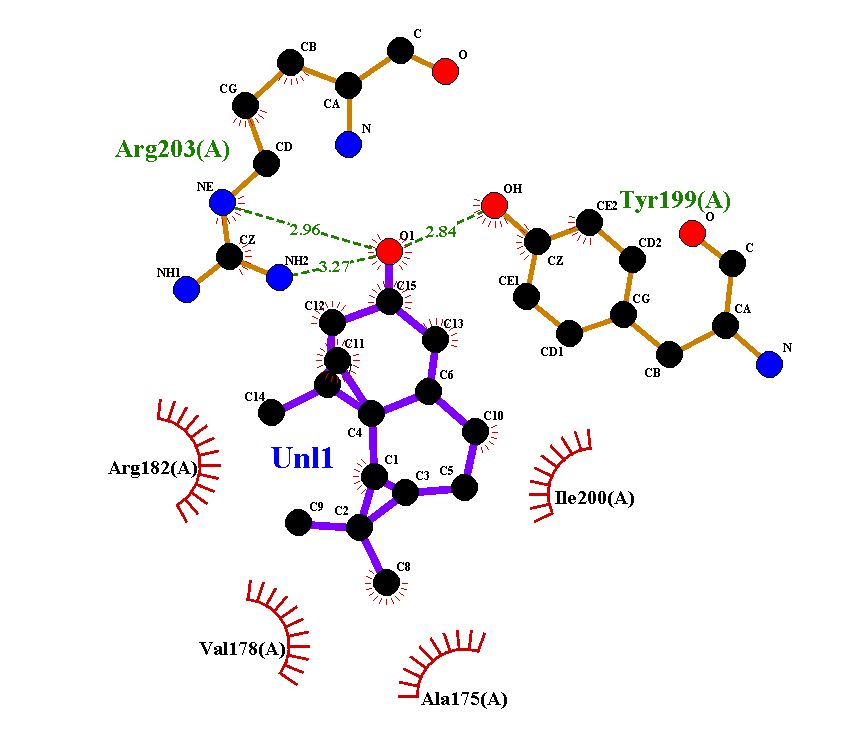 CB
C
O
CG
CA
N
Arg203(A)
CD
NE
OH
CE2
Tyr199(A)
O
2.96
O1
2.84
CZ
CZ
CD2
C
NH2
3.27
NH1
C15
CE1
C12
CG
CA
C13
C11
CD1
N
CB
C6
C14
C4
C10
Unl1
C1
C3
C5
Arg182(A)
Ile200(A)
C9
C2
C8
Val178(A)
Ala175(A)